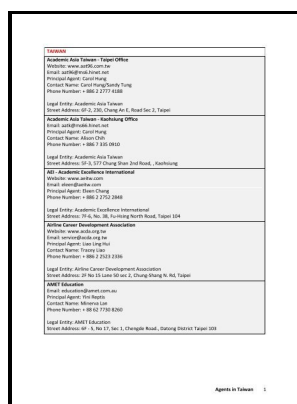 TAIWAN
Academic Asia Taiwan - Taipei Office
Website: www.aat96.com.tw
Email: aat96@ms6.hinet.net
Principal Agent: Carol Hung
Contact Name: Carol Hung/Sandy Tung
Phone Number: + 886 2 2777 4188
Legal Entity: Academic Asia Taiwan
Street Address: 6F-2, 230, Chang An E, Road Sec 2, Taipei
Academic Asia Taiwan - Kaohsiung Office
Email: aatk@ms66.hinet.net
Principal Agent: Carol Hung
Contact Name: Alison Chih
Phone Number: + 886 7 335 0910
Legal Entity: Academic Asia Taiwan
Street Address: 5F-3, 577 Chung Shan 2nd Road, , Kaohsiung
AEI - Academic Excellence International
Website: www.aeitw.com
Email: eleen@aeitw.com
Principal Agent: Eleen Chang
Phone Number: + 886 2 2752 2848
Legal Entity: Academic Excellence International
Street Address: 7F-6, No. 38, Fu-Hsing North Road, Taipei 104
Airline Career Development Association
Website: www.acda.org.tw
Email: service@acda.org.tw
Principal Agent: Liao Ling Hui
Contact Name: Tracey Liao
Phone Number: + 886 2 2523 2336
Legal Entity: Airline Career Development Association
Street Address: 2F No 15 Lane 50 sec 2, Chung-Shang N. Rd, Taipei
AMET Education
Email: education@amet.com.au
Principal Agent: Yini Reptis
Contact Name: Minerva Lan
Phone Number: + 88 62 7730 8260
Legal Entity: AMET Education
Street Address: 6F - 5, No 17, Sec 1, Chengde Road., Datong District Taipei 103
Agents in Taiwan 1